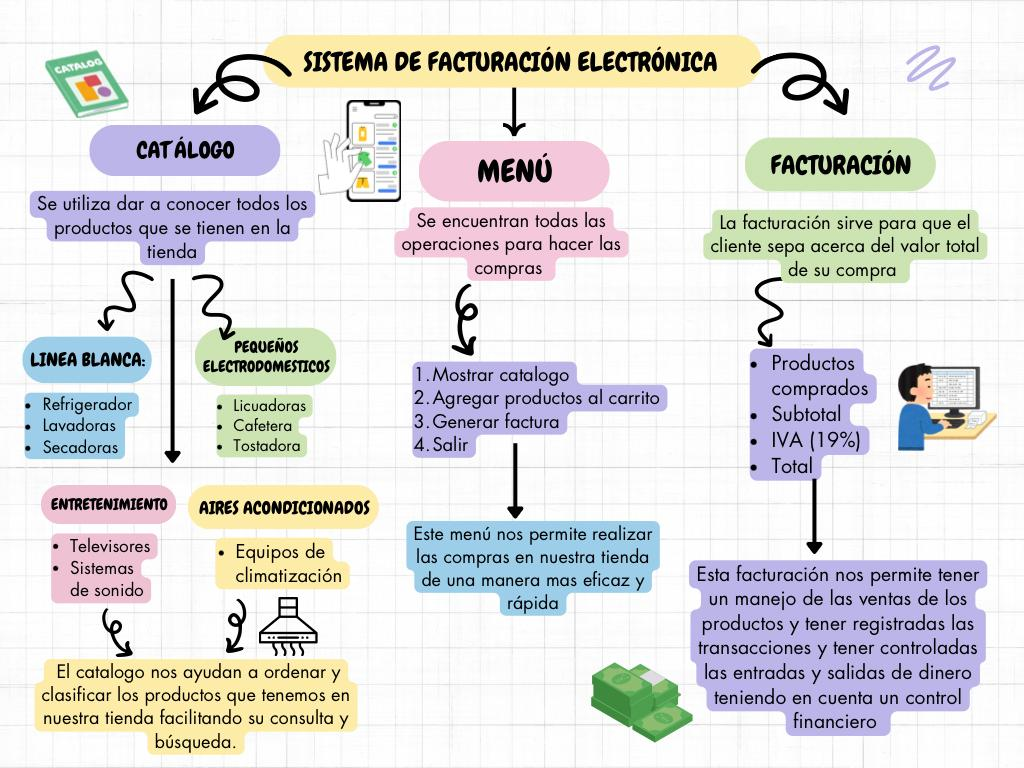 SISTEMA DE FACTURACIÓN ELECTRÓNICA
CATALOG
CATÁLOGO
Se utiliza dar a conocer todos los
productos que se tienen en la
tienda
LINEA BLANCA:
• Refrigerador
• Lavadoras
• Secadoras
PEQUEÑOS
ELECTRODOMESTICOS
• Licuadoras
• Cafetera
• Tostadora
ENTRETENIMIENTO
• Televisores
• Sistemas
de sonido
AIRES ACONDICIONADOS
• Equipos de
climatización
El catalogo nos ayudan a ordenar y
clasificar los productos que tenemos en
nuestra tienda facilitando su consulta y
búsqueda.
MENÚ
Se encuentran todas las
operaciones para hacer las
compras
1. Mostrar catalogo
2. Agregar productos al carrito
3. Generar factura
4. Salir
Este menú nos permite realizar
las compras en nuestra tienda
de una manera mas eficaz y
rápida
FACTURACIÓN
La facturación sirve para que el
cliente sepa acerca del valor total
de su compra
• Productos
comprados
• Subtotal
• IVA (19%)
• Total
Esta facturación nos permite tener
un manejo de las ventas de los
productos y tener registradas las
transacciones y tener controladas
las entradas y salidas de dinero
teniendo en cuenta un control
financiero